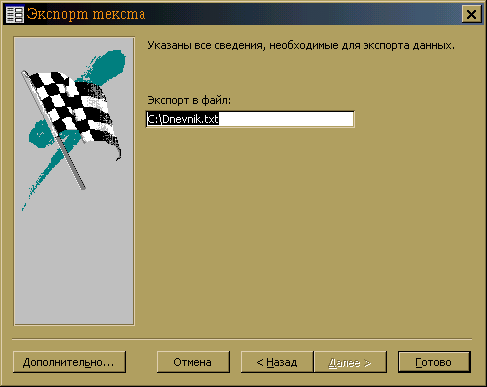 Экспорт текста
Указаны все сведения, необходимые для экспорта данных.
Экспорт в файл:
C:\Dnevnik.txt
Дополнительно...
Отмена
< Назад
Далее >
Готово